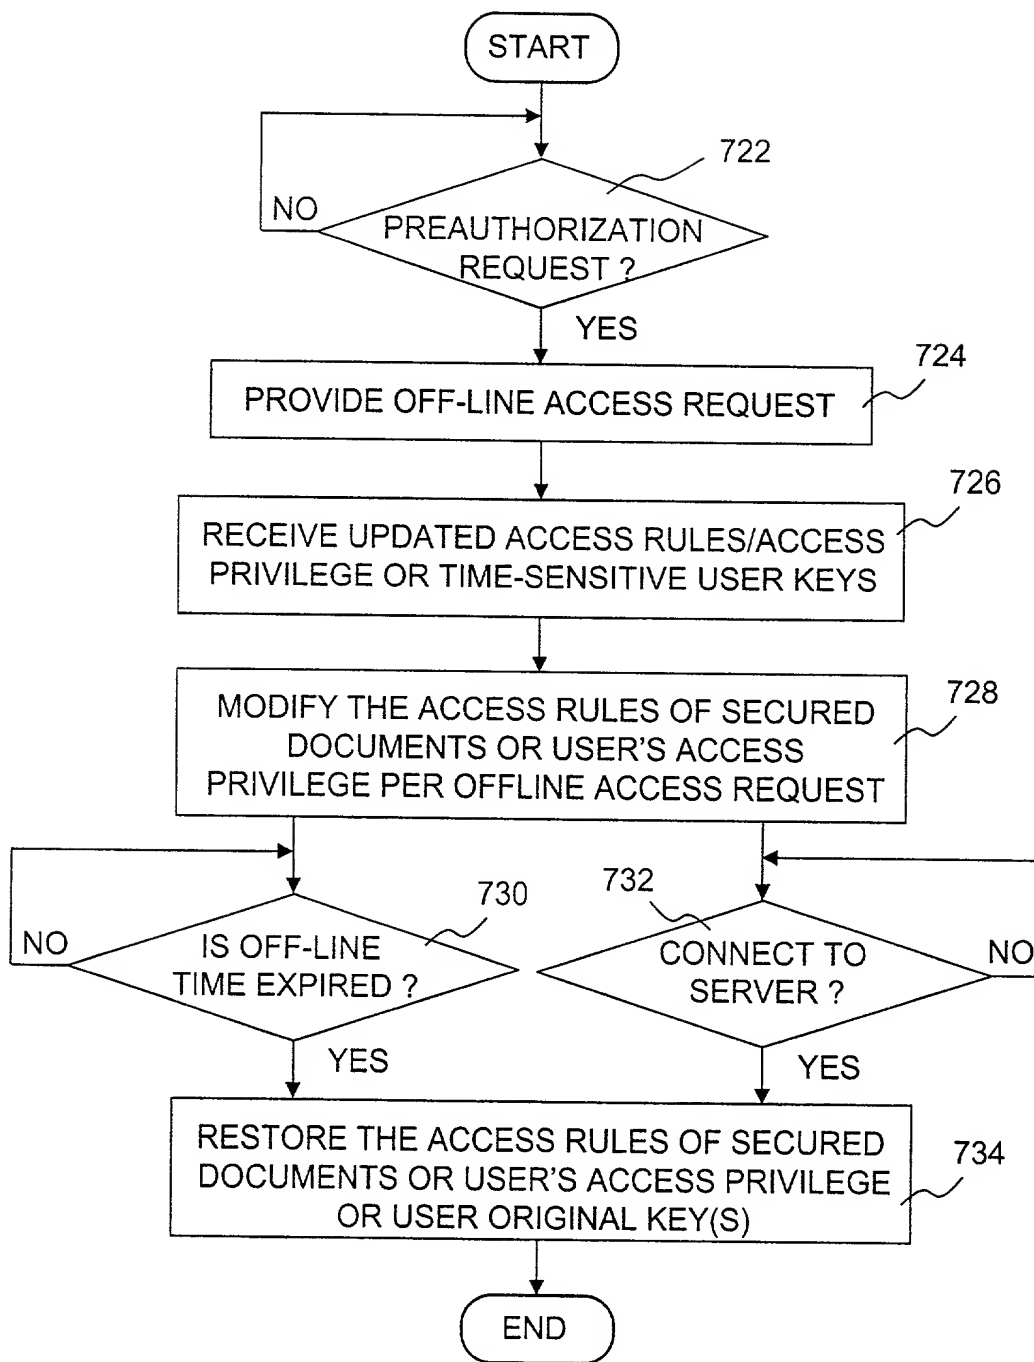 START
722
NO
PREAUTHORIZATION
REQUEST ?
YES
724
PROVIDE OFF-LINE ACCESS REQUEST
726
RECEIVE UPDATED ACCESS RULES/ACCESS
PRIVILEGE OR TIME-SENSITIVE USER KEYS
728
MODIFY THE ACCESS RULES OF SECURED
DOCUMENTS OR USER'S ACCESS
PRIVILEGE PER OFFLINE ACCESS REQUEST
730
NO
IS OFF-LINE
TIME EXPIRED ?
YES
732
CONNECT TO
SERVER ?
NO
YES
734
RESTORE THE ACCESS RULES OF SECURED
DOCUMENTS OR USER'S ACCESS PRIVILEGE
OR USER ORIGINAL KEY(S)
END